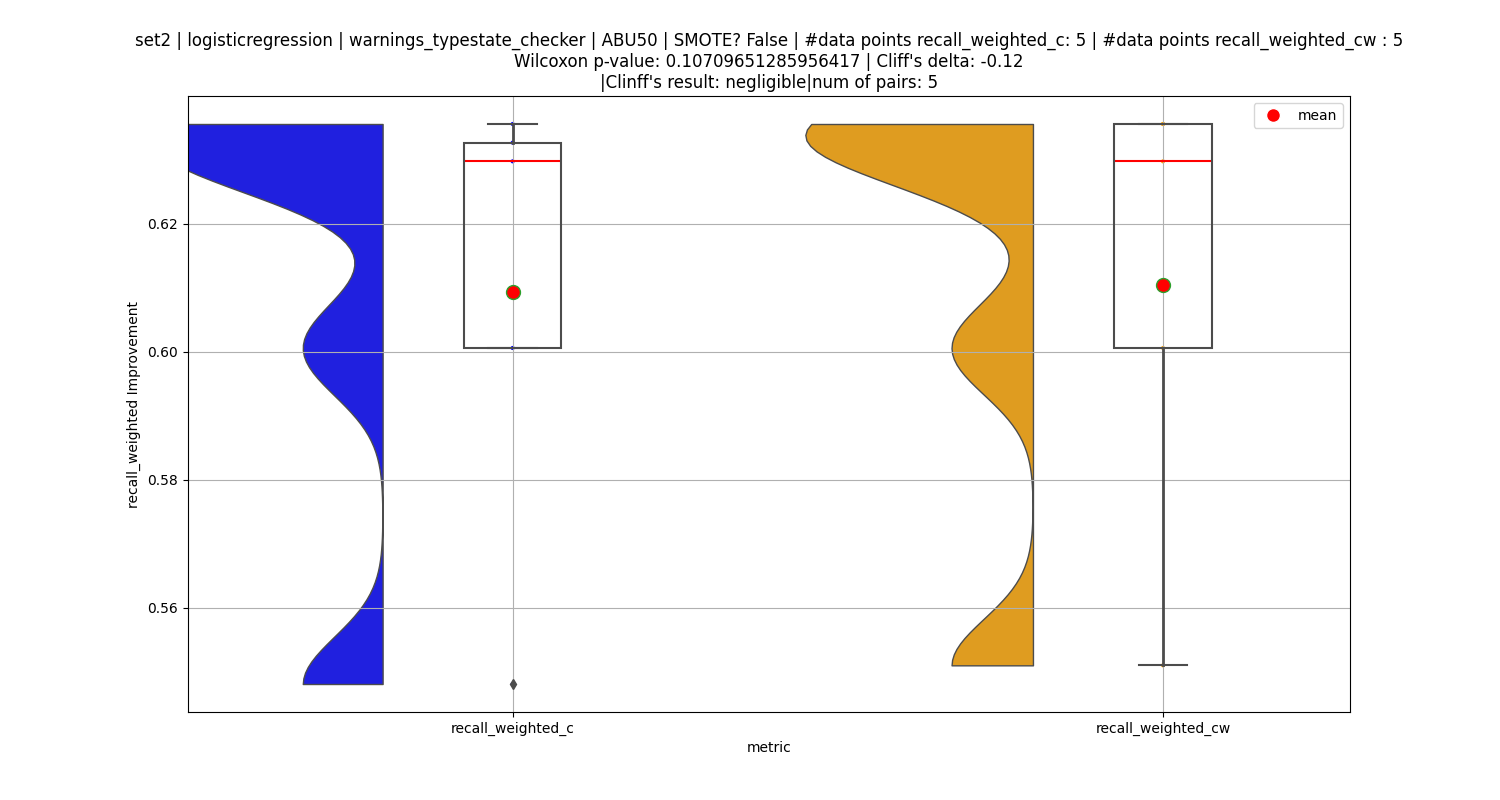 set2 | logisticregression | warnings_typestate_checker | ABU50 | SMOTE? False | #data points recall_weighted_c: 5 | #data points recall_weighted_cw : 5
Wilcoxon p-value: 0.10709651285956417 | Cliff's delta: -0.12
|Clinff's result: negligible|num of pairs: 5
mean
0.62
0.60
0.58
0.56
recall_weighted Improvement
recall_weighted_c
recall_weighted_cw
metric